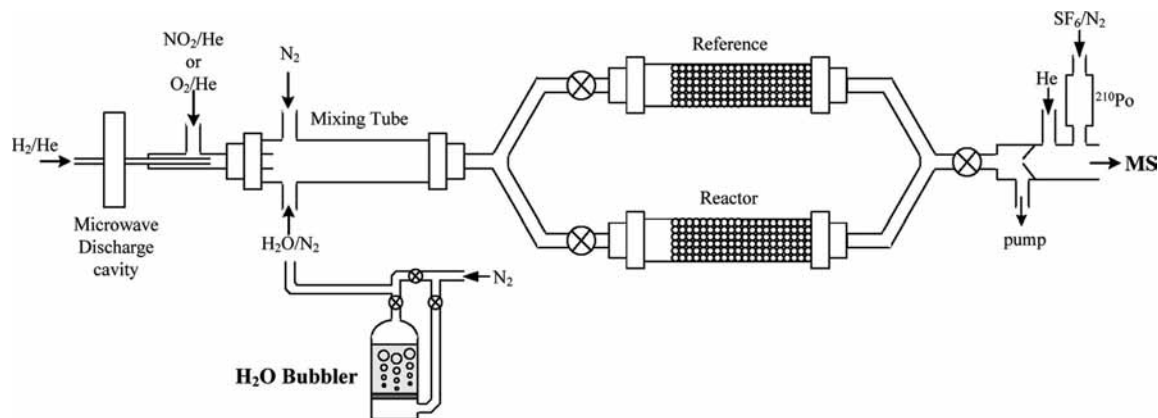 NO₂/He
or
O₂/He
N₂
Mixing Tube
H₂/He
Microwave
Discharge
cavity
H₂O/N₂
N₂
H₂O Bubbler
Reference
Reactor
SF₆/N₂
He
²¹⁰Po
MS
pump